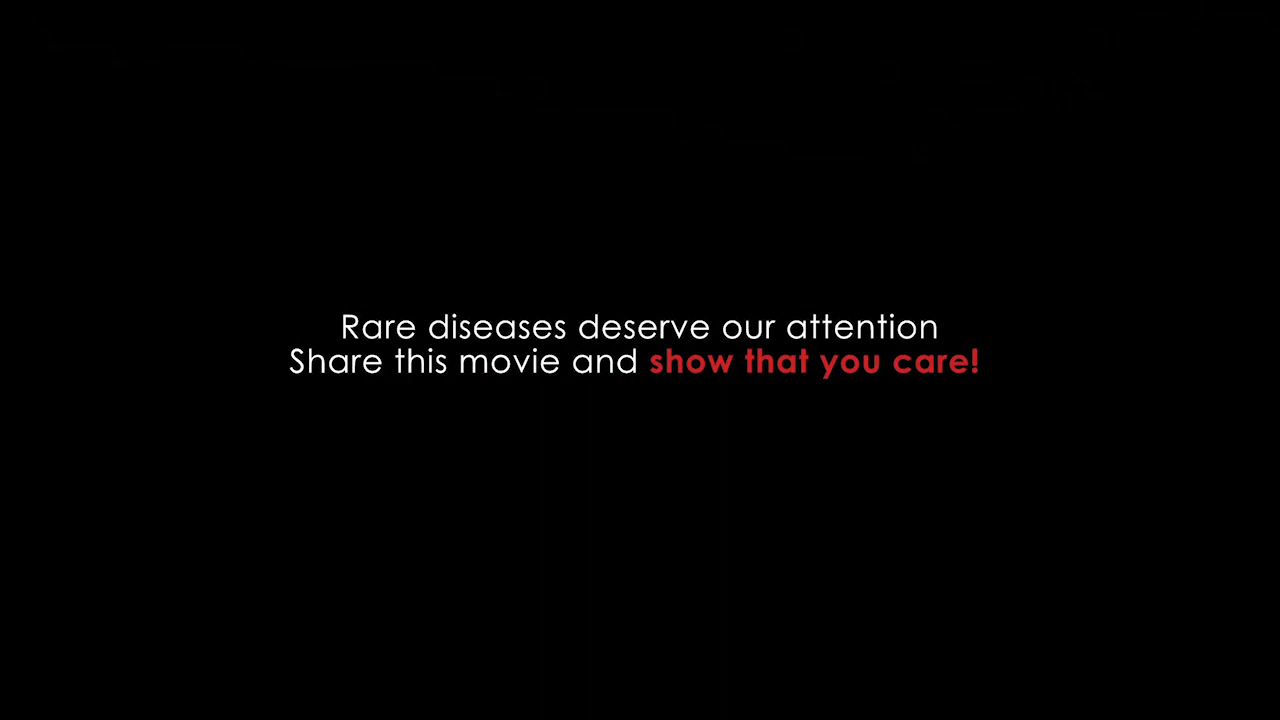 Rare diseases deserve our attention
Share this movie and show that you care!